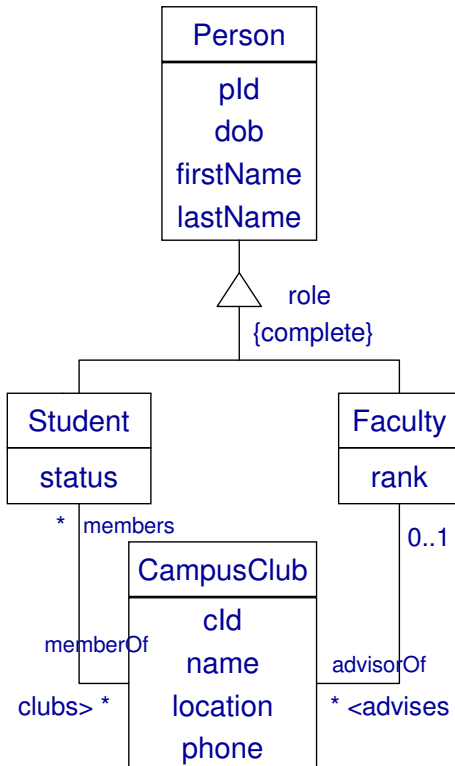 Person
pId
dob
firstName
lastName
role
{complete}
Student
status
Faculty
rank
* members
0..1
CampusClub
cId
name
location
phone
memberOf
advisorOf
clubs> *
* <advises